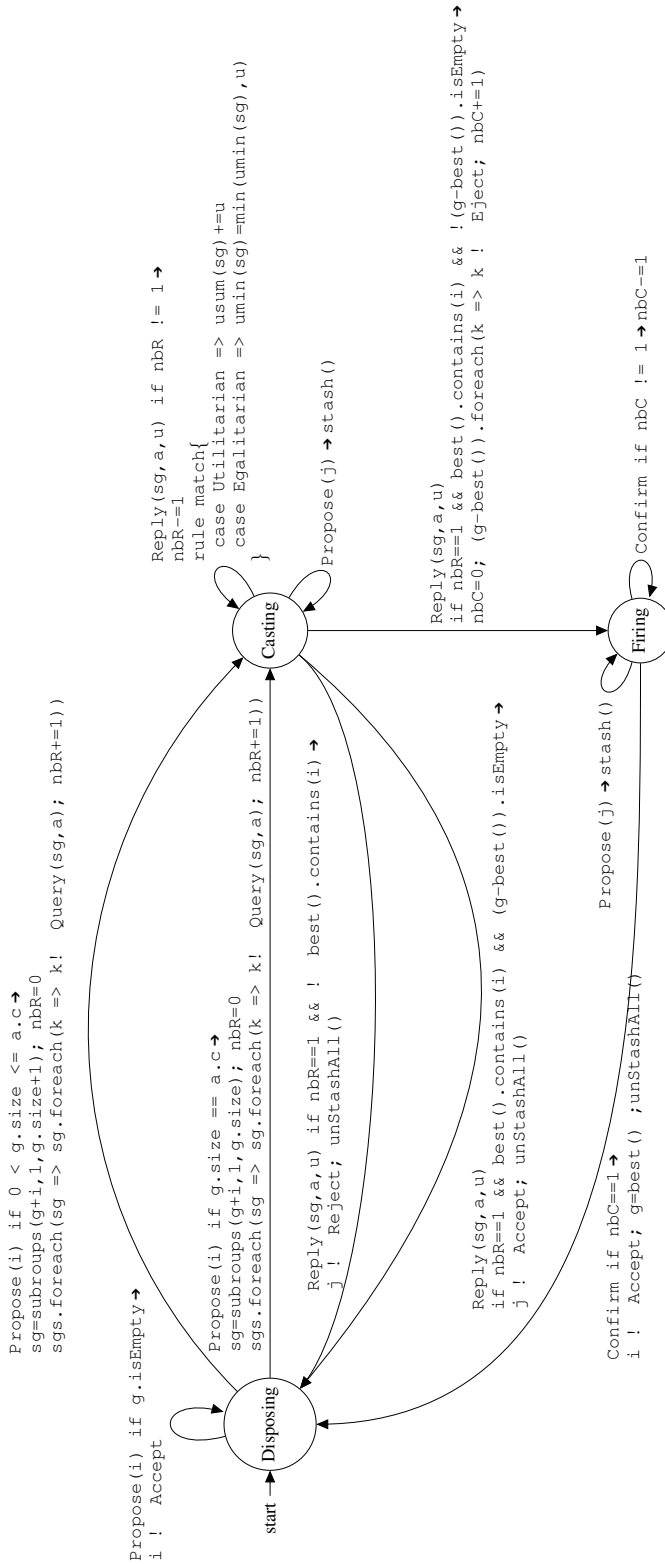 Propose(i) if 0 < g.size <= a.c➔
sg=subroups(g+i,1,g.size+1); nbR=0
sgs.foreach(sg => sg.foreach(k => k! Query(sg,a); nbR+=1))
Propose(i) if g.isEmpty➔
i ! Accept
Reply(sg,a,u) if nbR != 1➔
nbR-=1
rule match{
case Utilitarian => usum(sg)+=u
case Egalitarian => umin(sg)=min(umin(sg),u)
}
Propose(i) if g.size == a.c➔
sg=subroups(g+i,1,g.size); nbR=0
sgs.foreach(sg => sg.foreach(k => k! Query(sg,a); nbR+=1))
start
Disposing
Casting
Propose(j)➔stash()
Reply(sg,a,u) if nbR==1 && ! best().contains(i)➔
j ! Reject; unStashAll()
Reply(sg,a,u)
if nbR==1 && best().contains(i) && !(g-best()).isEmpty➔
nbC=0; (g-best()).foreach(k => k ! Eject; nbC+=1)
Reply(sg,a,u)
if nbR==1 && best().contains(i) && (g-best()).isEmpty➔
j ! Accept; unStashAll()
Propose(j)➔stash()
Firing
Confirm if nbC != 1➔nbC-=1
Confirm if nbC==1➔
i ! Accept; g=best() ;unStashAll()